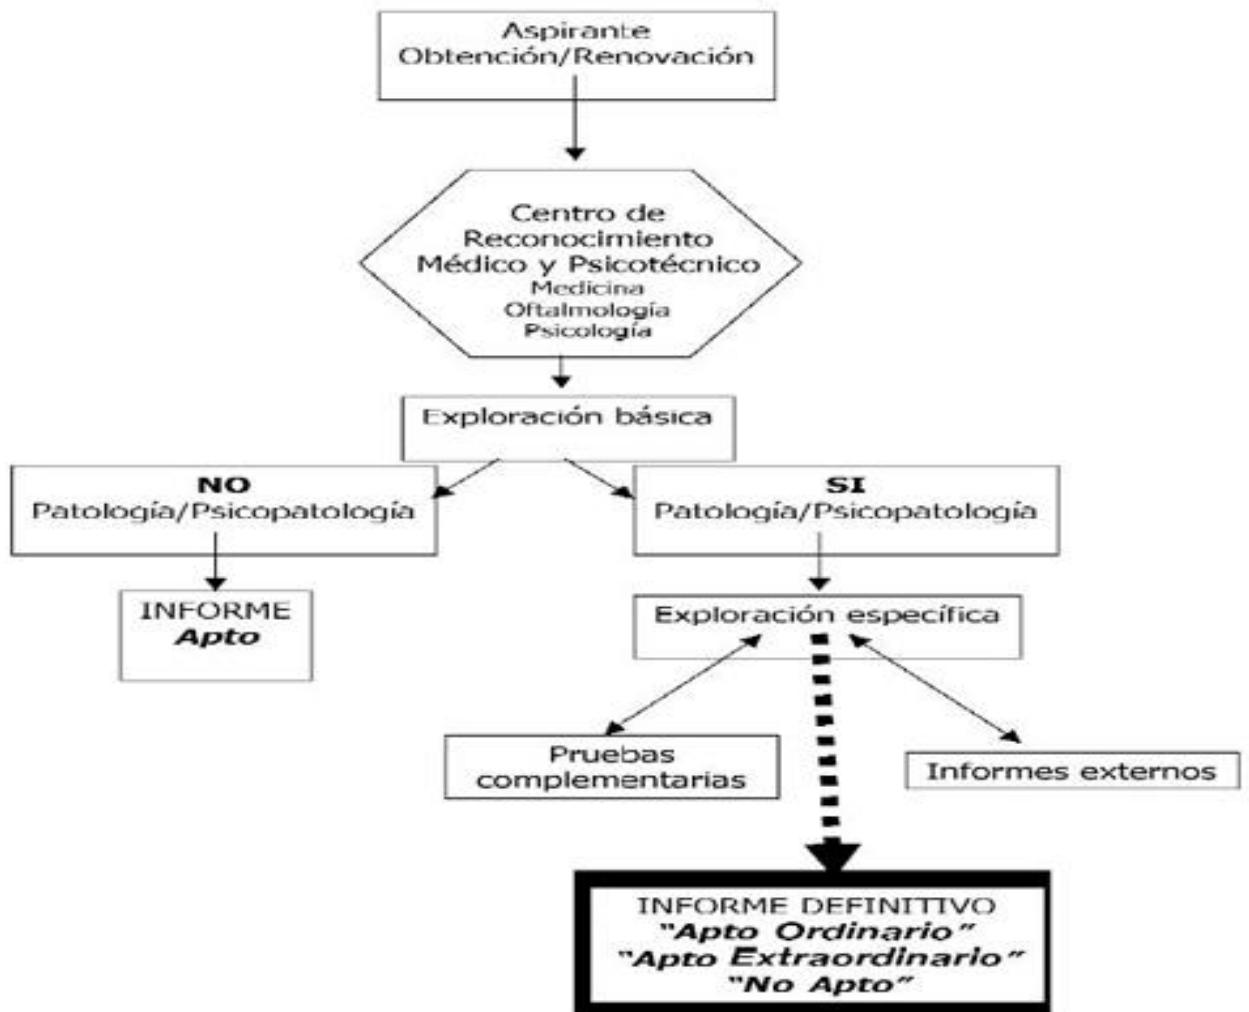 Aspirante
Obtención/Renovación
Centro de
Reconocimiento
Médico y Psicotécnico
Medicina
Oftalmología
Psicología
Exploración básica
NO
Patología/Psicopatología
SI
Patología/Psicopatología
INFORME
Apto
Exploración específica
Pruebas
complementarias
Informes externos
INFORME DEFINITIVO
"Apto Ordinario"
"Apto Extraordinario"
"No Apto"